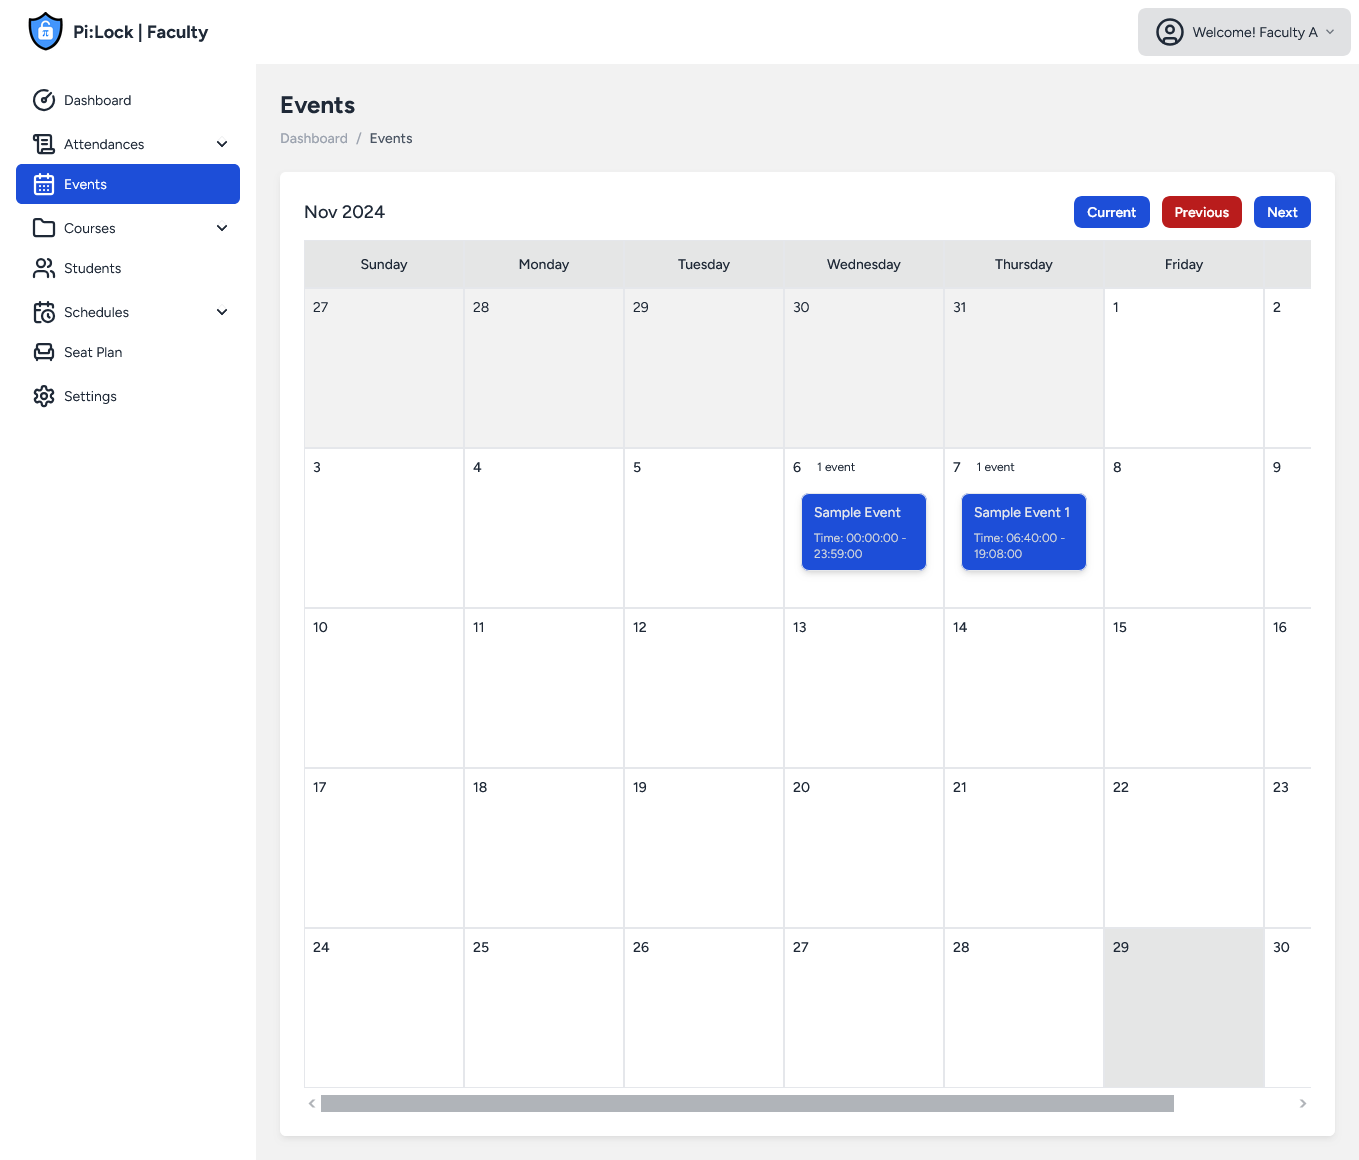 Pi:Lock | Faculty
Welcome! Faculty A
Dashboard
Attendances
Events
Courses
Students
Schedules
Seat Plan
Settings
Events
Dashboard / Events
Nov 2024
Current Previous Next
Sunday Monday Tuesday Wednesday Thursday Friday
27 28 29 30 31 1 2
3 4 5 6 1 event 7 1 event 8 9
Sample Event
Time: 00:00:00 -
23:59:00
Sample Event 1
Time: 06:40:00 -
19:08:00
10 11 12 13 14 15 16
17 18 19 20 21 22 23
24 25 26 27 28 29 30